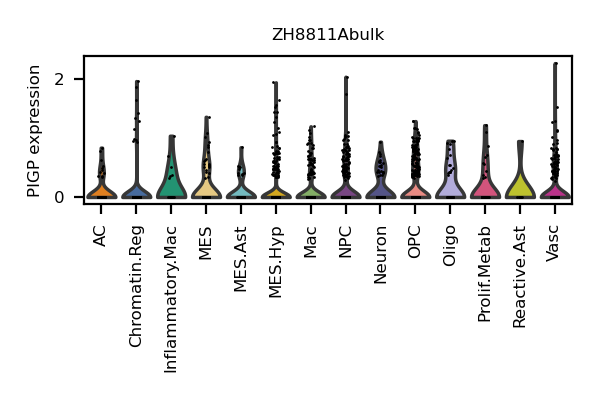 ZH8811Abulk
PIGP expression
2
0
AC
Chromatin.Reg
Inflammatory.Mac
MES
MES.Ast
MES.Hyp
Mac
NPC
Neuron
OPC
Oligo
Prolif.Metab
Reactive.Ast
Vasc